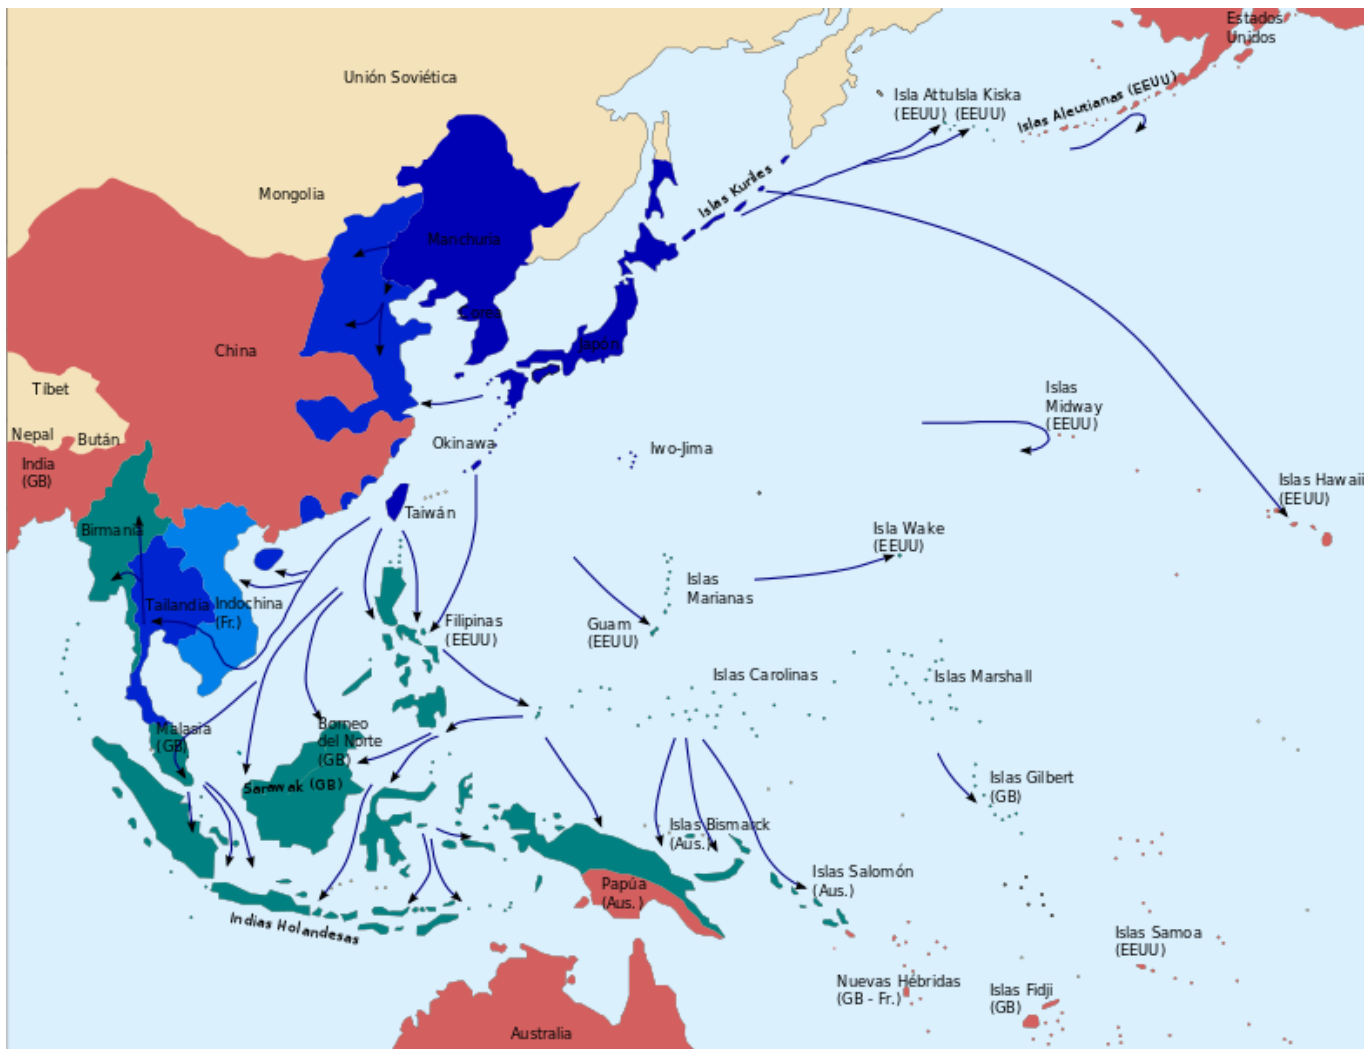 Estados
Unidos
Unión Soviética
Isla Attu
(EEUU)
Isla Kiska
(EEUU)
Islas Aleutianas (EEUU)
Mongolia
Islas Kuriles
Manchuria
Corea
Japón
China
Tíbet
Islas
Midway
(EEUU)
Nepal
Bután
Okinawa
Iwo-Jima
India
(GB)
Islas Hawaii
(EEUU)
Taiwán
Birmania
Isla Wake
(EEUU)
Islas
Marianas
Tailandia
Indochina
(Fr.)
Filipinas
(EEUU)
Guam
(EEUU)
Islas Carolinas
Islas Marshall
Malasia
(GB)
Borneo
del Norte
(GB)
Sarawak (GB)
Islas Gilbert
(GB)
Islas Bismarck
(Aus.)
Islas Salomón
(Aus.)
Papúa
(Aus.)
Indias Holandesas
Islas Samoa
(EEUU)
Nuevas Hébridas
(GB - Fr.)
Islas Fidji
(GB)
Australia